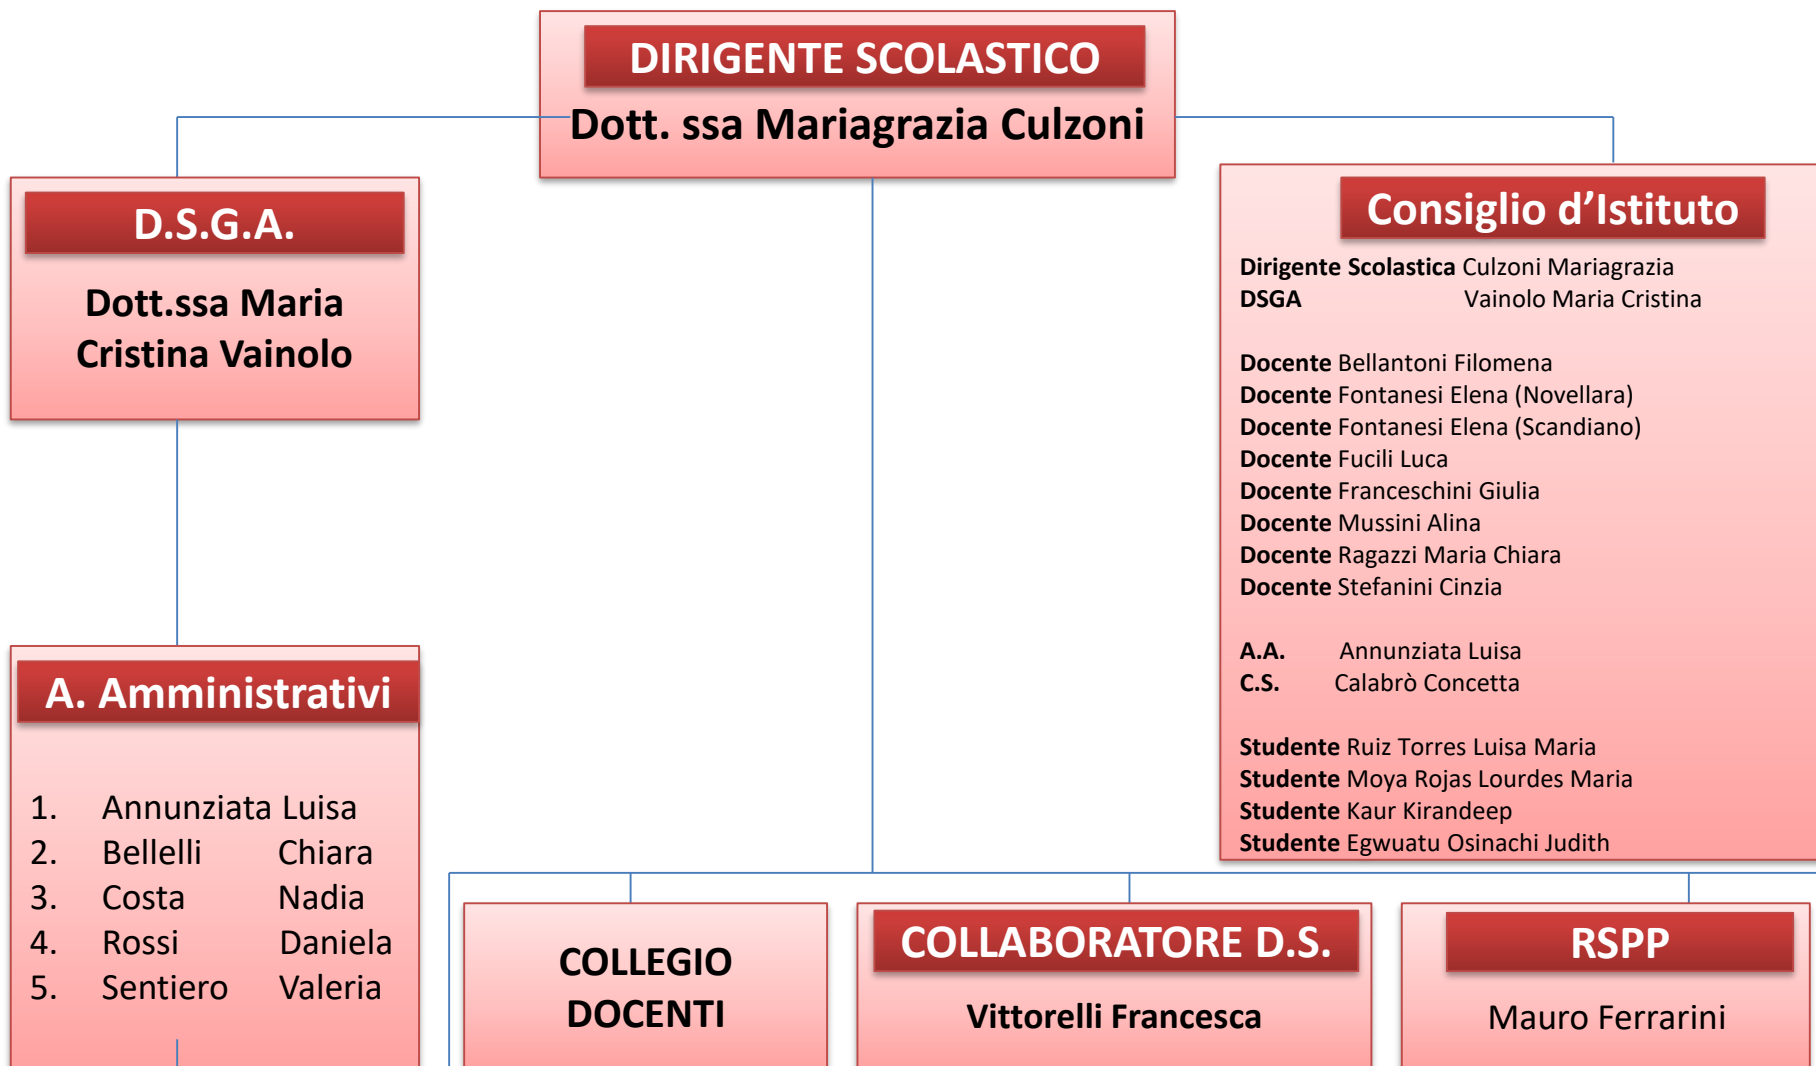 DIRIGENTE SCOLASTICO
Dott. ssa Mariagrazia Culzoni
D.S.G.A.
Dott.ssa Maria
Cristina Vainolo
Consiglio d’Istituto
Dirigente Scolastica Culzoni Mariagrazia
DSGA Vainolo Maria Cristina
Docente Bellantoni Filomena
Docente Fontanesi Elena (Novellara)
Docente Fontanesi Elena (Scandiano)
Docente Fucili Luca
Docente Franceschini Giulia
Docente Mussini Alina
Docente Ragazzi Maria Chiara
Docente Stefanini Cinzia
A.A. Annunziata Luisa
C.S. Calabrò Concetta
Studente Ruiz Torres Luisa Maria
Studente Moya Rojas Lourdes Maria
Studente Kaur Kirandeep
Studente Egwuatu Osinachi Judith
A. Amministrativi
1. Annunziata Luisa
2. Bellelli Chiara
3. Costa Nadia
4. Rossi Daniela
5. Sentiero Valeria
COLLEGIO
DOCENTI
COLLABORATORE D.S.
Vittorelli Francesca
RSPP
Mauro Ferrarini